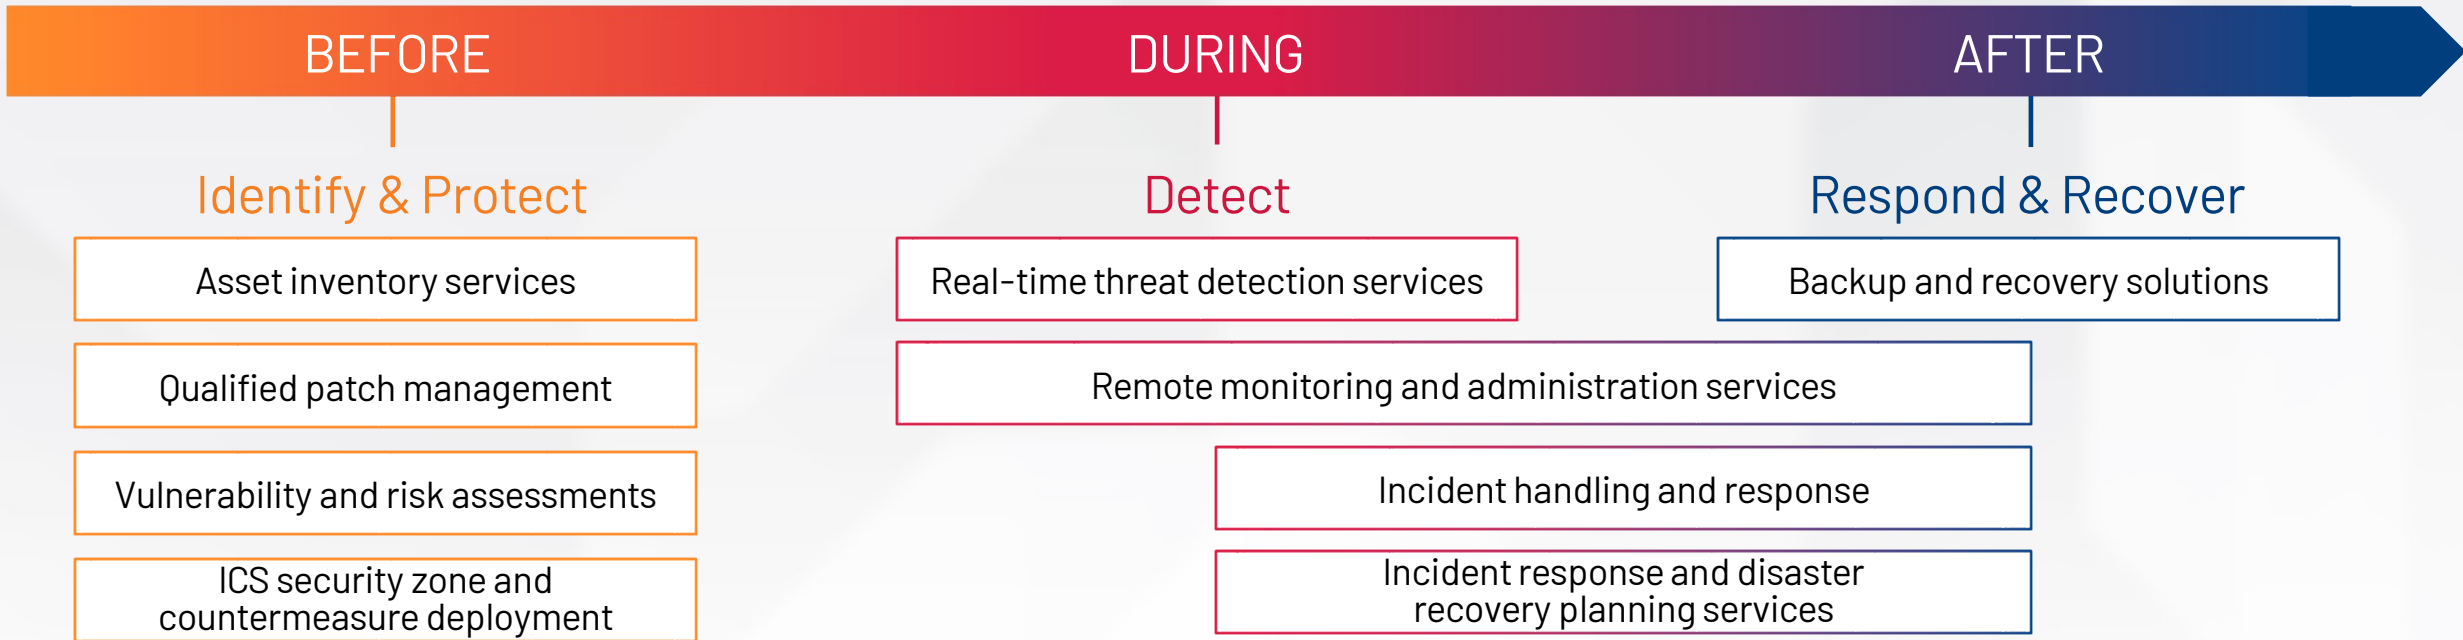 BEFORE
DURING
AFTER
Identify & Protect
Detect
Respond & Recover
Asset inventory services
Real-time threat detection services
Backup and recovery solutions
Qualified patch management
Remote monitoring and administration services
Vulnerability and risk assessments
Incident handling and response
ICS security zone and
countermeasure deployment
Incident response and disaster
recovery planning services